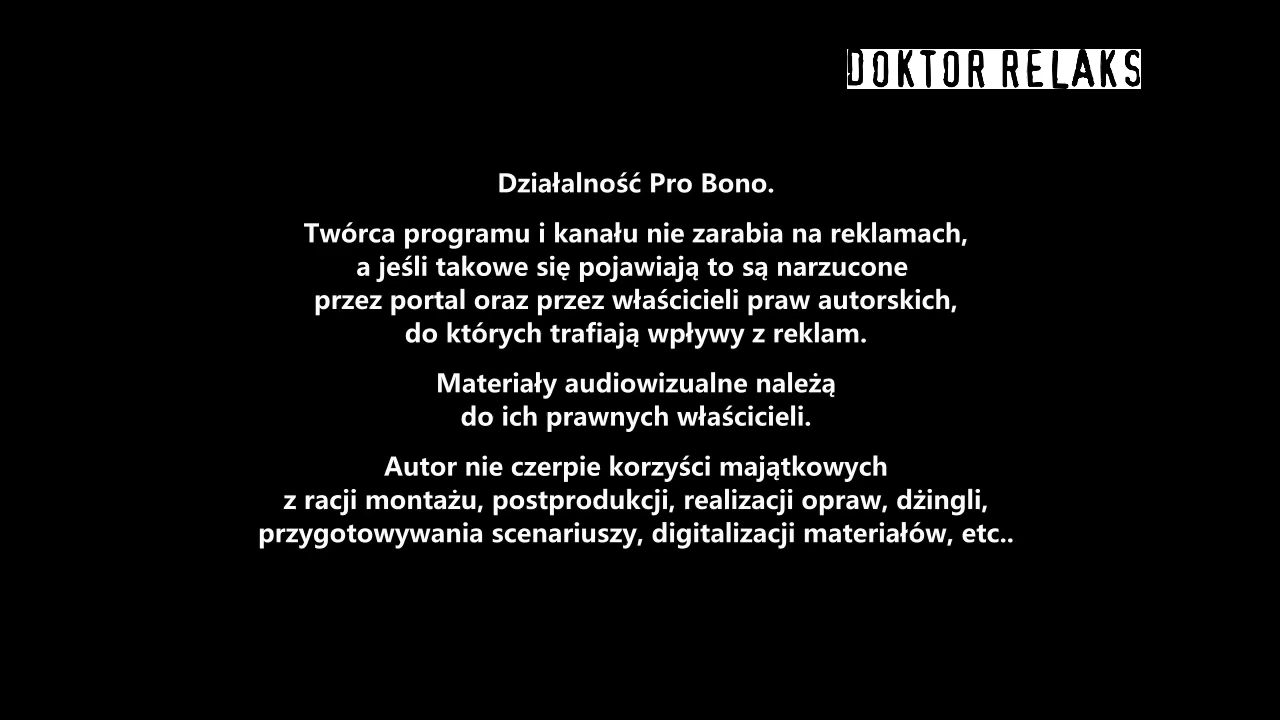 DOKTOR RELAKS
Działalność Pro Bono.
Twórca programu i kanału nie zarabia na reklamach,
a jeśli takowe się pojawiają to są narzucone
przez portal oraz przez właścicieli praw autorskich,
do których trafiają wpływy z reklam.
Materiały audiowizualne należą
do ich prawnych właścicieli.
Autor nie czerpie korzyści majątkowych
z racji montażu, postprodukcji, realizacji opraw, dżingli,
przygotowywania scenariuszy, digitalizacji materiałów, etc..